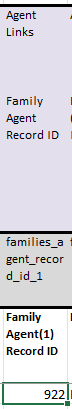 Agent
Links
Family
Agent
Record ID
families_a
gent_recor
d_id_1
Family
Agent(1)
Record ID
922